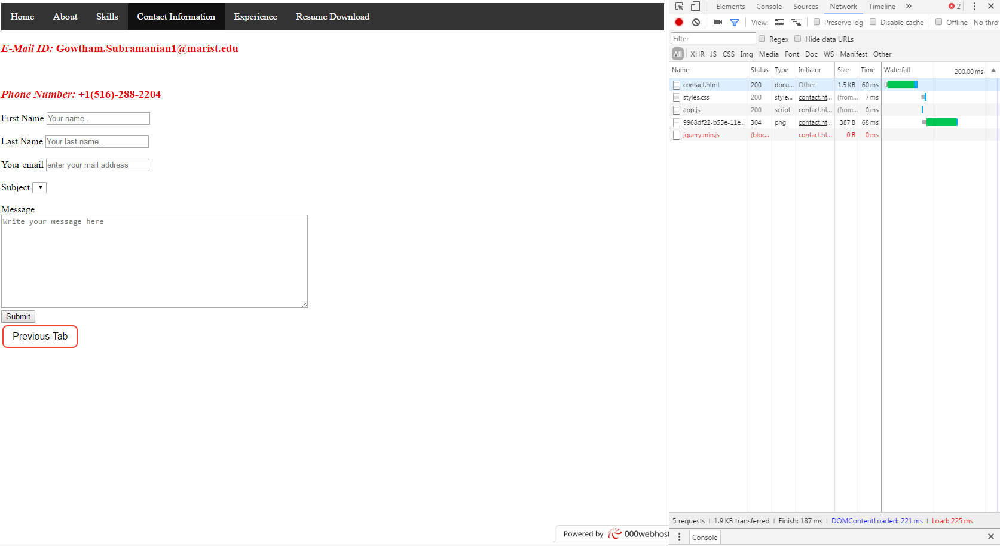 Home About Skills Contact Information Experience Resume Download
E-Mail ID: Gowtham.Subramanian1@marist.edu
Phone Number: +1(516)-288-2204
First Name Your name..
Last Name Your last name..
Your email enter your mail address
Subject
Message
Write your message here
Submit
Previous Tab
Powered by 000webhost
Elements Console Sources Network Timeline » 2
View: Preserve log Disable cache Offline No thro
Filter Regex Hide data URLs
All XHR JS CSS Img Media Font Doc WS Manifest Other
Name Status Type Initiator Size Time Waterfall 200.00 ms
contact.html 200 docu... Other 1.5 KB 60 ms
styles.css 200 style... contact.ht... (from... 7 ms
app.js 200 script contact.ht... (from... 0 ms
9968df22-b55e-11e... 304 png contact.ht... 387 B 68 ms
jquery.min.js (bloc... contact.ht... 0 B 0 ms
5 requests | 1.9 KB transferred | Finish: 187 ms | DOMContentLoaded: 221 ms | Load: 225 ms
Console